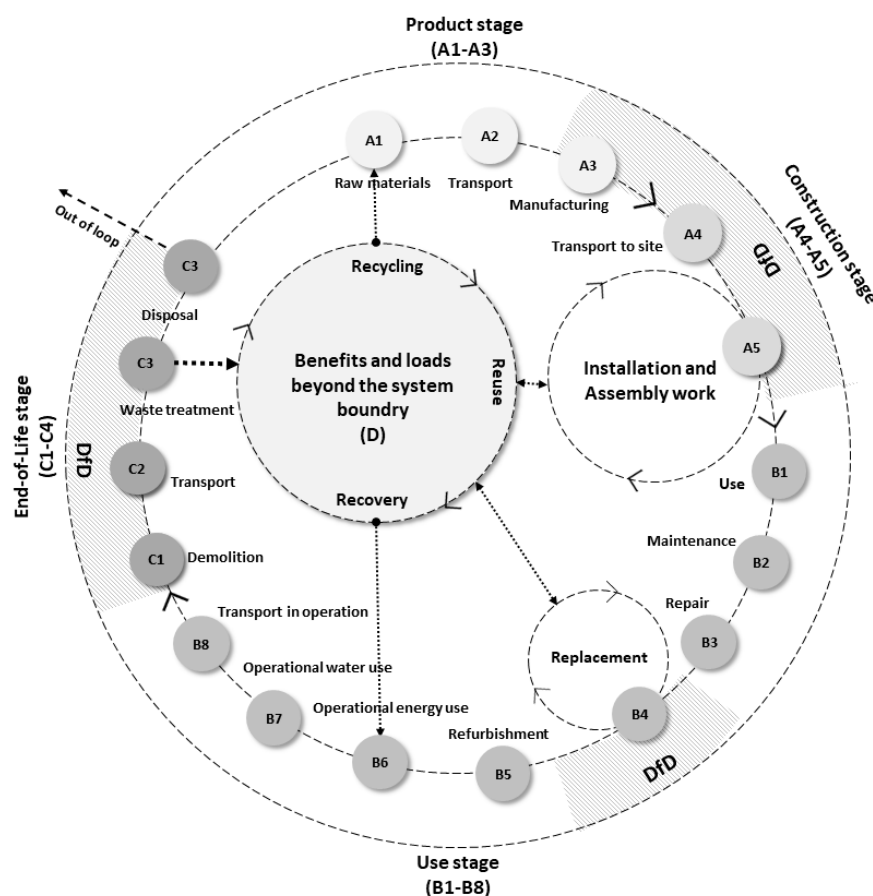 Product stage
(A1-A3)
A1
Raw materials
A2
Transport
A3
Manufacturing
Construction stage
(A4-A5)
A4
Transport to site
DfD
A5
Installation and
Assembly work
Out of loop
C3
Disposal
C3
Waste treatment
End-of-Life stage
(C1-C4)
DfD
C2
Transport
C1
Demolition
Recycling
Benefits and loads
beyond the system
boundry
(D)
Reuse
Recovery
B1
Use
B2
Maintenance
B3
Repair
Replacement
B4
DfD
B5
Refurbishment
B6
Operational energy use
B7
Operational water use
B8
Transport in operation
Use stage
(B1-B8)